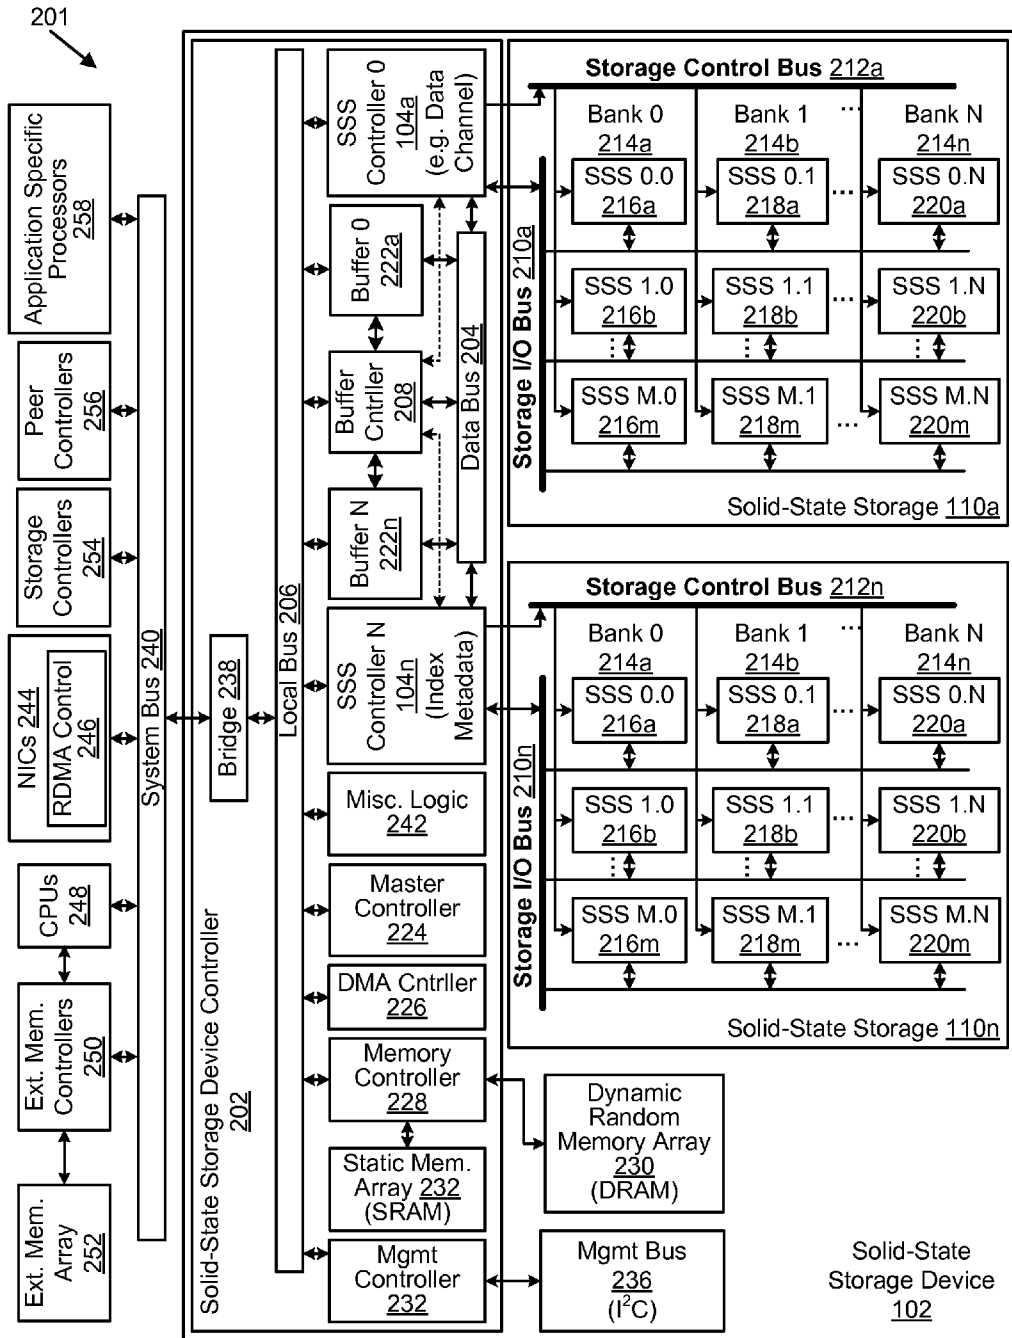 201
Application Specific
Processors
258
Peer
Controllers
256
Storage
Controllers
254
NICs 244
RDMA Control
246
CPUs
248
Ext. Mem.
Controllers
250
Ext. Mem.
Array
252
System Bus 240
Bridge 238
Solid-State Storage Device Controller
202
Local Bus 206
SSS
Controller 0
104a
(e.g. Data
Channel)
Buffer 0
222a
Buffer
Cntrller
208
Buffer N
222n
Data Bus 204
SSS
Controller N
104n
(Index
Metadata)
Misc. Logic
242
Master
Controller
224
DMA Cntrller
226
Memory
Controller
228
Static Mem.
Array 232
(SRAM)
Mgmt
Controller
232
Storage Control Bus 212a
Storage I/O Bus 210a
Bank 0
214a
Bank 1
214b
...
Bank N
214n
SSS 0.0
216a
SSS 0.1
218a
...
SSS 0.N
220a
SSS 1.0
216b
SSS 1.1
218b
...
SSS 1.N
220b
SSS M.0
216m
SSS M.1
218m
...
SSS M.N
220m
Solid-State Storage 110a
Storage Control Bus 212n
Storage I/O Bus 210n
Bank 0
214a
Bank 1
214b
...
Bank N
214n
SSS 0.0
216a
SSS 0.1
218a
...
SSS 0.N
220a
SSS 1.0
216b
SSS 1.1
218b
...
SSS 1.N
220b
SSS M.0
216m
SSS M.1
218m
...
SSS M.N
220m
Solid-State Storage 110n
Dynamic
Random
Memory Array
230
(DRAM)
Mgmt Bus
236
(I²C)
Solid-State
Storage Device
102